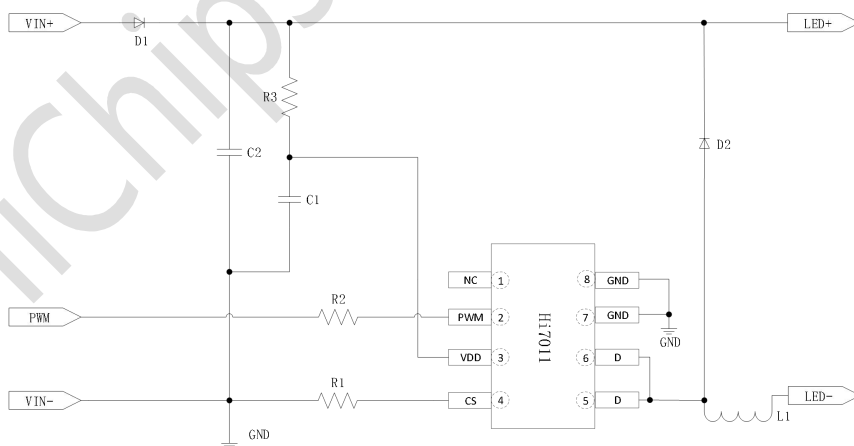 VIN+
LED+
D1
R3
C2
D2
C1
NC 1
8 GND
R2
PWM
PWM 2
7 GND
GND
Hi7011
VDD 3
6 D
R1
VIN-
CS 4
5 D
LED-
L1
GND
iChips